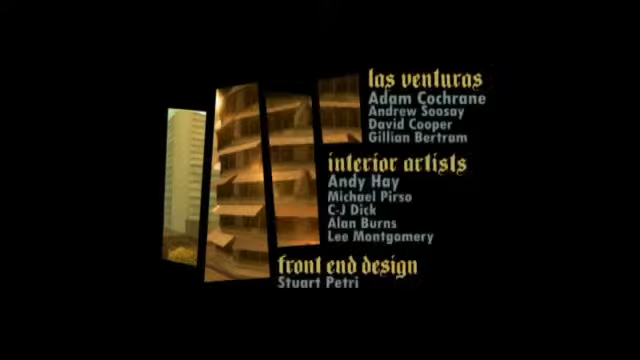 las venturas
Adam Cochrane
Andrew Soosay
David Cooper
Gillian Bertram
interior artists
Andy Hay
Michael Pirso
C-J Dick
Alan Burns
Lee Montgomery
front end design
Stuart Petri